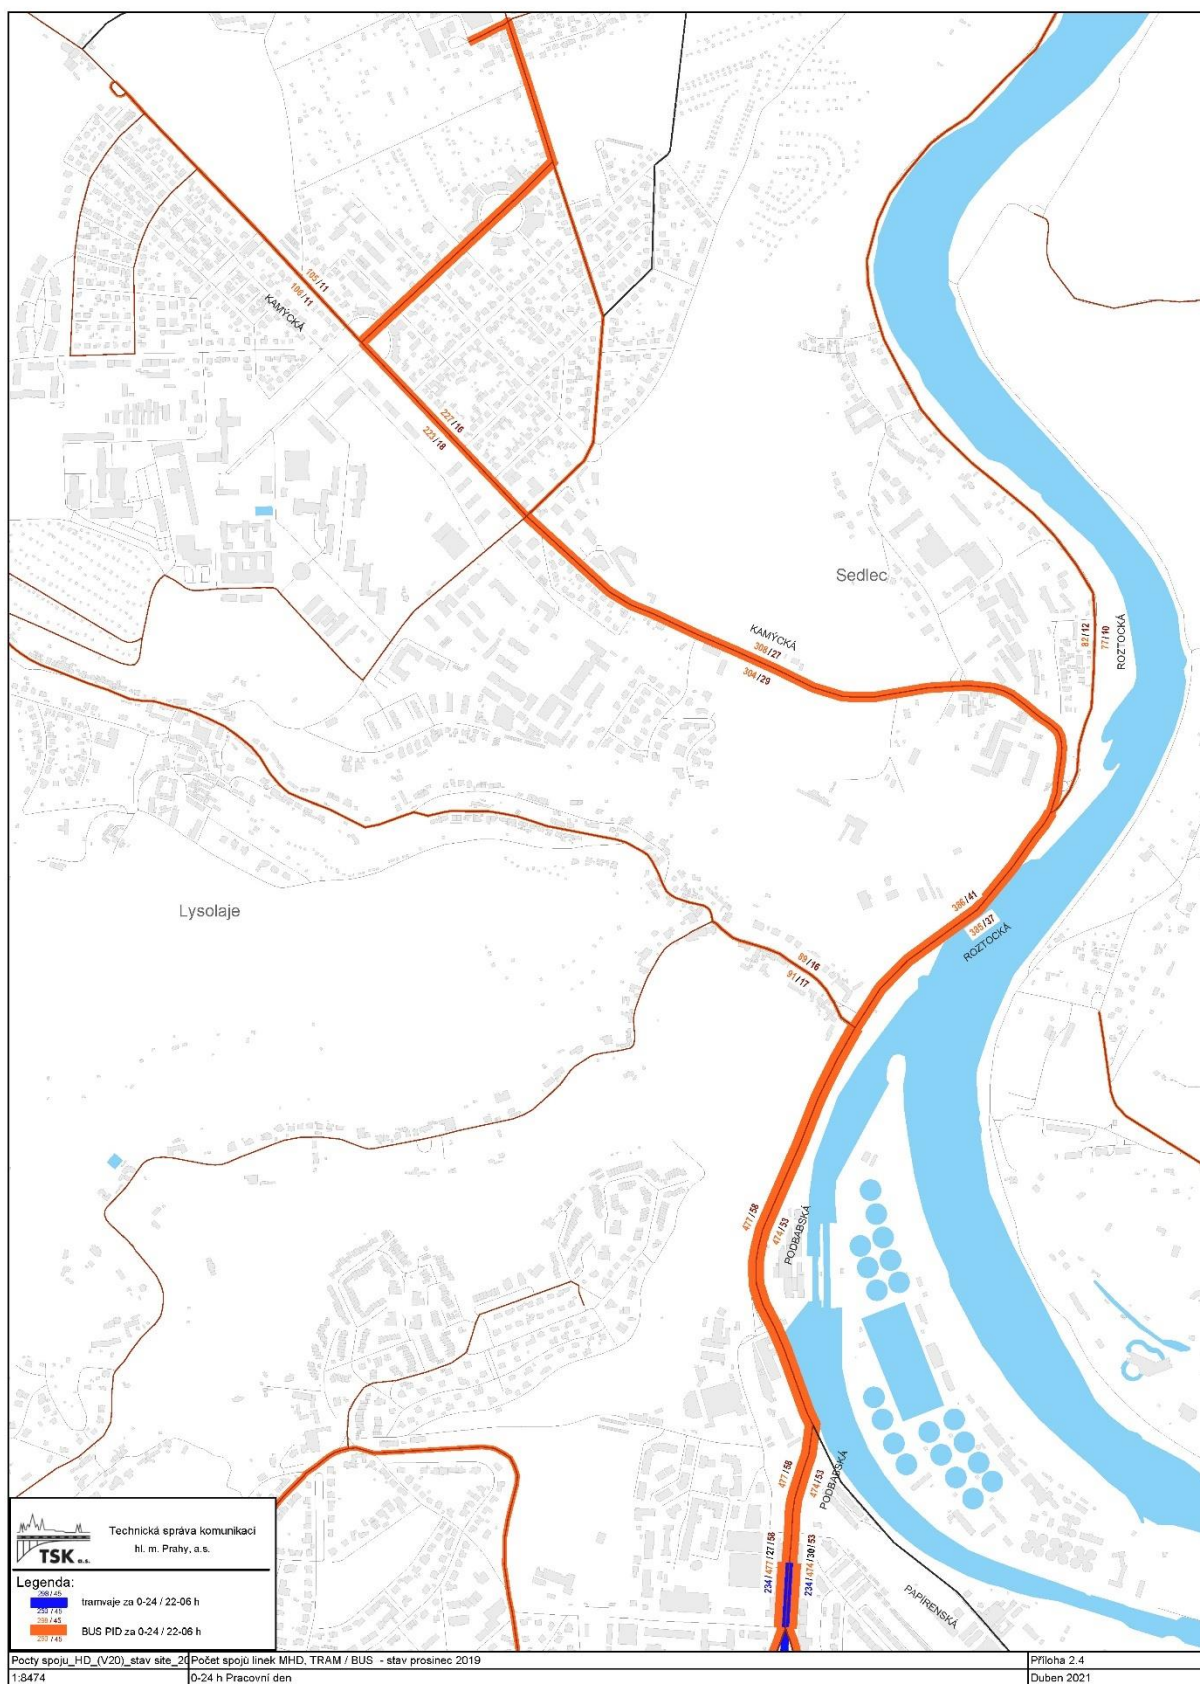 105/11
106/11
KAMÝCKÁ
227/16
223/18
Sedlec
KAMÝCKÁ
308/27
304/29
82/12
77/10
ROZTOCKÁ
386/41
385/37
ROZTOCKÁ
Lysolaje
89/16
91/17
477/58
474/53
PODBABSKÁ
477/58
474/53
PODBABSKÁ
234/477/27/58
234/474/30/53
PAPÍRENSKÁ
TSK a.s.
Technická správa komunikací
hl. m. Prahy, a.s.
Legenda:
tramvaje za 0-24 / 22-06 h
BUS PID za 0-24 / 22-06 h
Pocty spoju_HD_(V20)_stav site_20
Počet spojů linek MHD, TRAM / BUS - stav prosinec 2019
Příloha 2.4
1:8474
0-24 h Pracovní den
Duben 2021